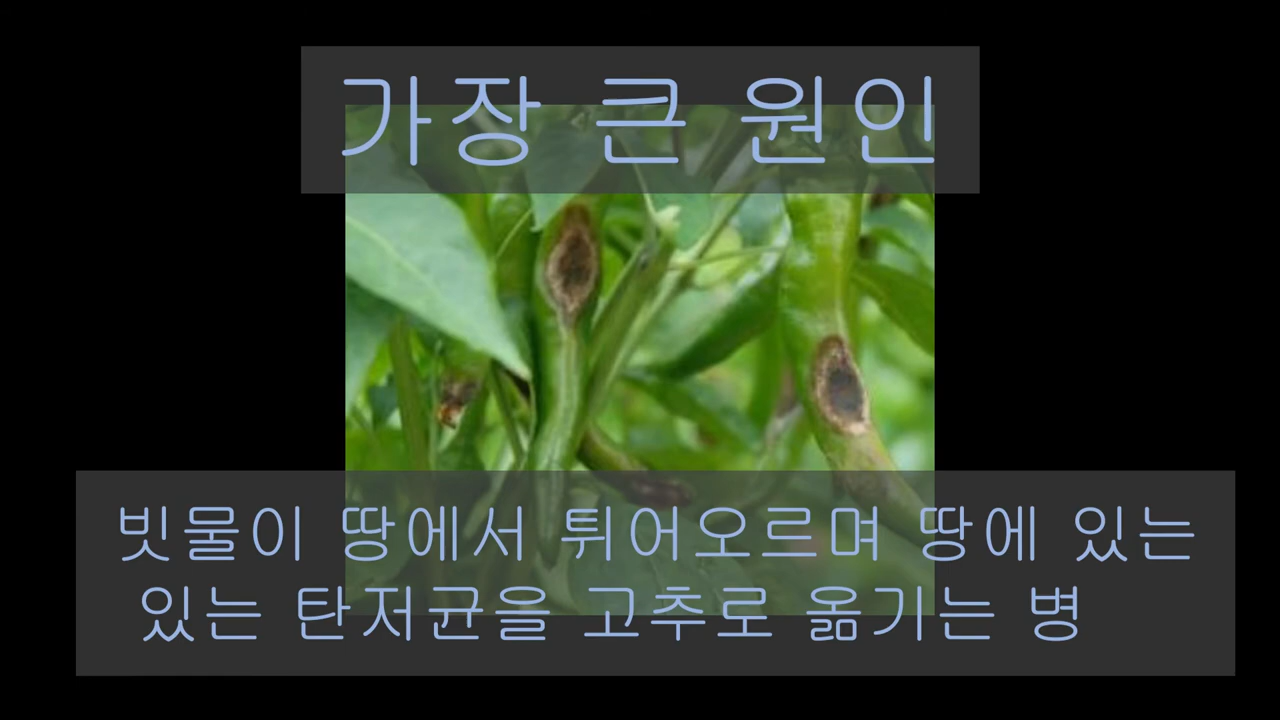 가장 큰 원인
빗물이 땅에서 튀어오르며 땅에 있는
있는 탄저균을 고추로 옮기는 병